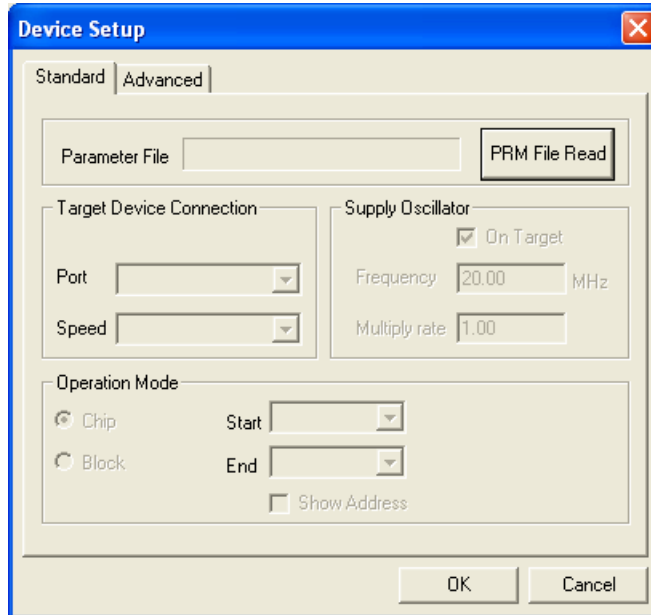 Device Setup
Standard Advanced
Parameter File PRM File Read
Target Device Connection
Port
Speed
Supply Oscillator
On Target
Frequency 20.00 MHz
Multiply rate 1.00
Operation Mode
Chip
Block
Start
End
Show Address
OK Cancel